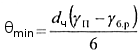 θmin = dч(γп − γб.р) / 6